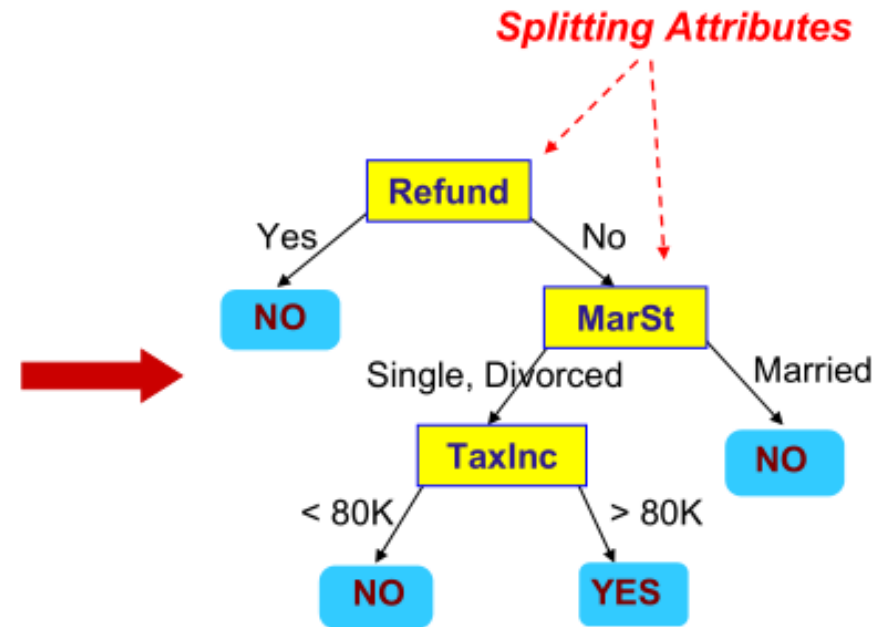 Splitting Attributes
Refund
Yes
No
NO
MarSt
Single, Divorced
Married
TaxInc
NO
< 80K
> 80K
NO
YES